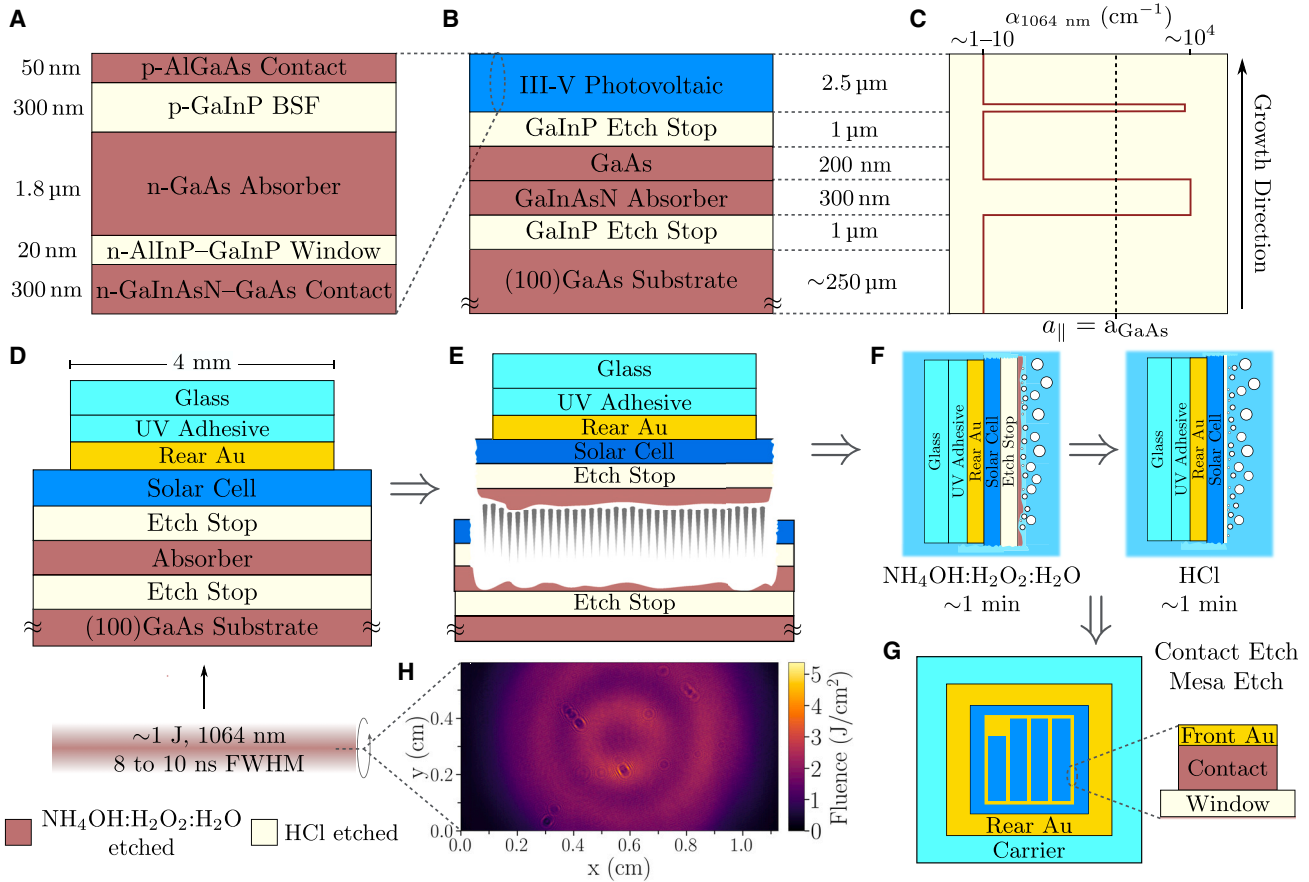 A
50 nm
p-AlGaAs Contact
300 nm
p-GaInP BSF
1.8 µm
n-GaAs Absorber
20 nm
n-AlInP–GaInP Window
300 nm
n-GaInAsN–GaAs Contact
B
III-V Photovoltaic
2.5 µm
GaInP Etch Stop
1 µm
GaAs
200 nm
GaInAsN Absorber
300 nm
GaInP Etch Stop
1 µm
(100)GaAs Substrate
~250 µm
C
α1064 nm (cm⁻¹)
~1–10
~10⁴
Growth Direction
a∥ = aGaAs
D
4 mm
Glass
UV Adhesive
Rear Au
Solar Cell
Etch Stop
Absorber
Etch Stop
(100)GaAs Substrate
~1 J, 1064 nm
8 to 10 ns FWHM
E
Glass
UV Adhesive
Rear Au
Solar Cell
Etch Stop
Etch Stop
F
Glass
UV Adhesive
Rear Au
Solar Cell
Etch Stop
NH₄OH:H₂O₂:H₂O
~1 min
Glass
UV Adhesive
Rear Au
Solar Cell
HCl
~1 min
G
Rear Au
Carrier
Contact Etch
Mesa Etch
Front Au
Contact
Window
H
y (cm)
0.4
0.2
0.0
0.0
0.2
0.4
0.6
0.8
1.0
x (cm)
5
4
3
2
1
0
Fluence (J/cm²)
NH₄OH:H₂O₂:H₂O
etched
HCl etched